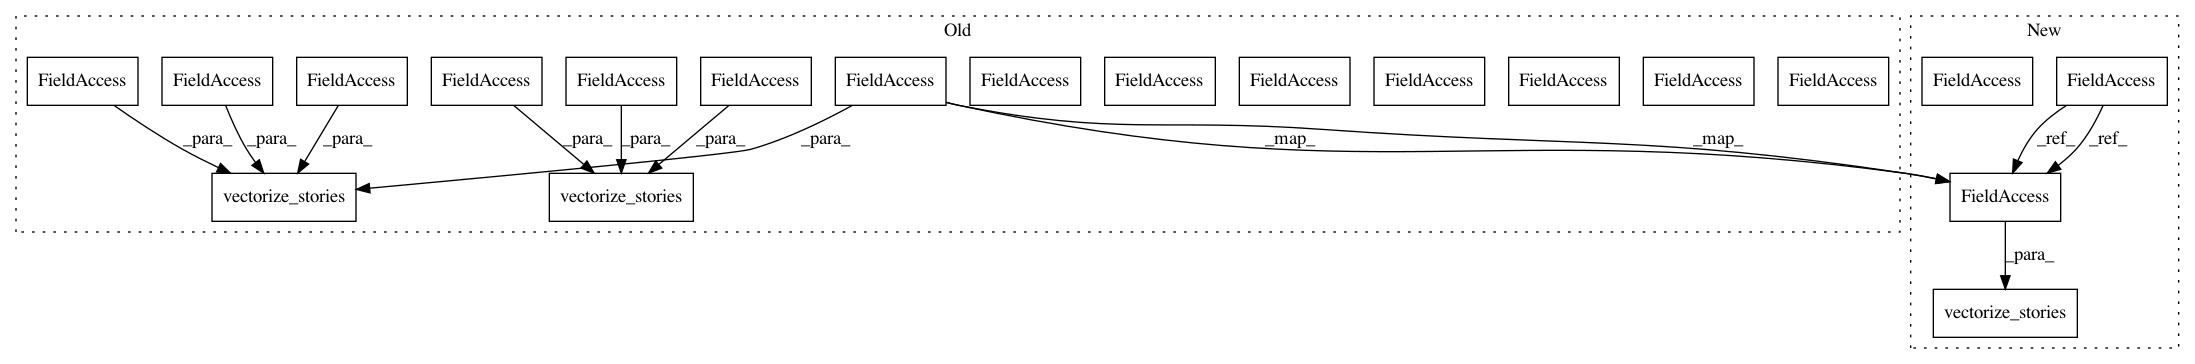 Old
New
FieldAccess FieldAccess FieldAccess FieldAccess FieldAccess FieldAccess FieldAccess FieldAccess FieldAccess FieldAccess FieldAccess FieldAccess FieldAccess FieldAccess FieldAccess FieldAccess
_para_ _para_ _para_ _para_ _para_ _para_ _para_ _map_ _map_ _ref_ _ref_
vectorize_stories vectorize_stories FieldAccess
_para_
vectorize_stories